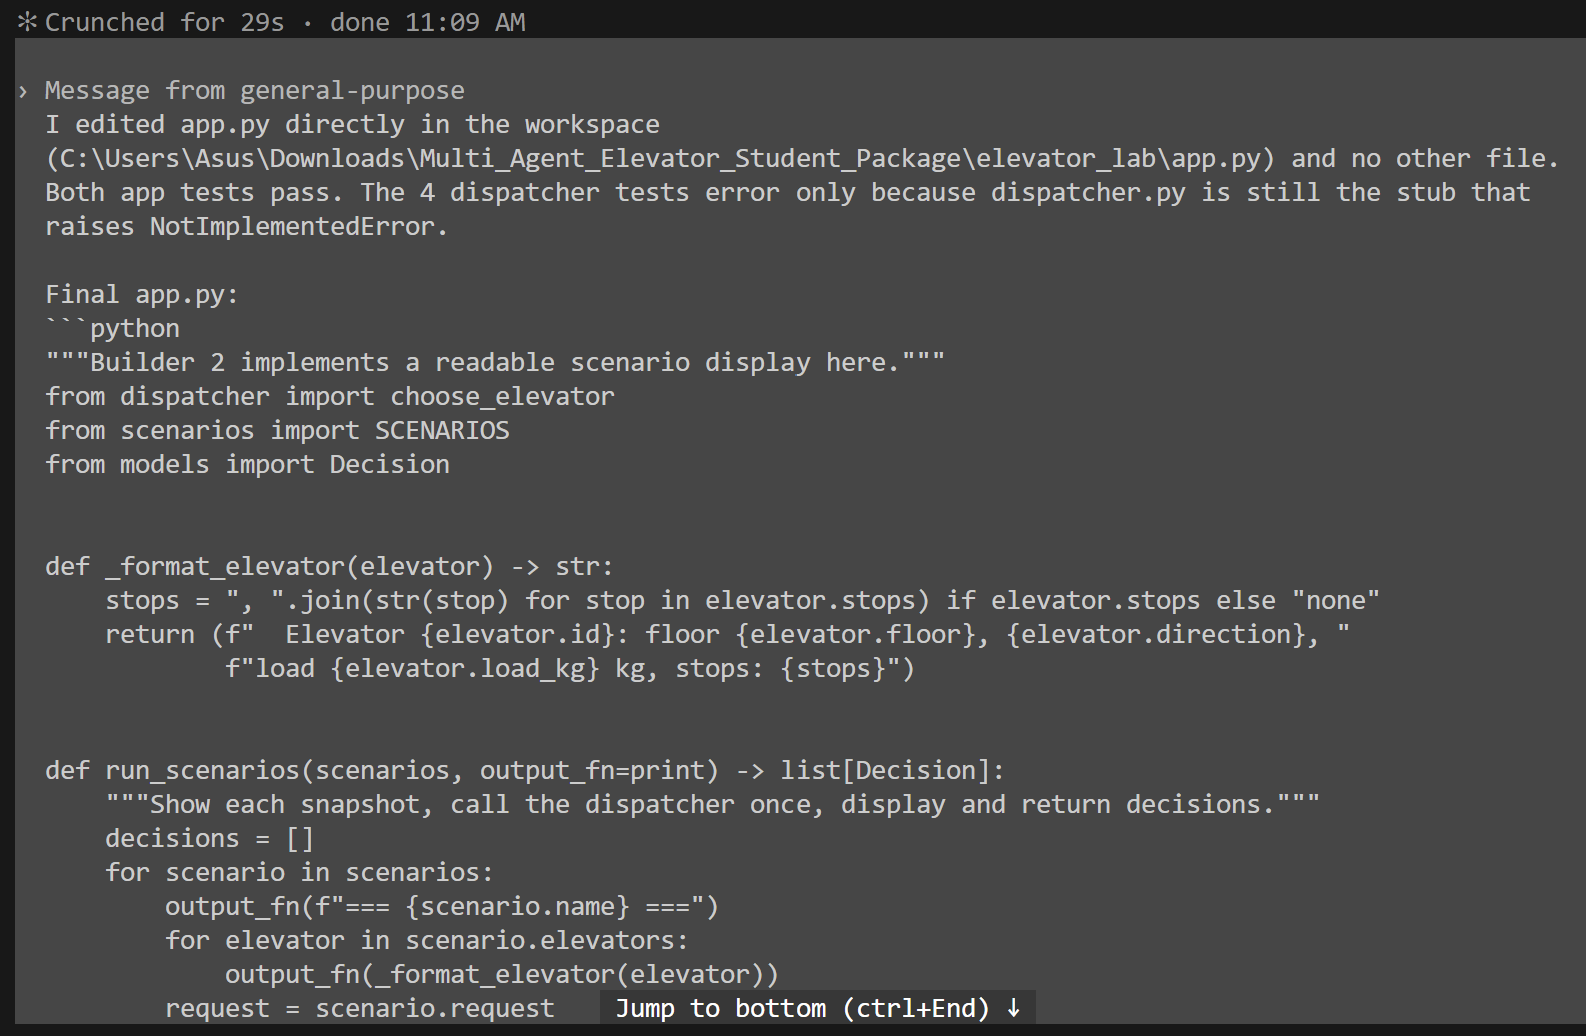 ✻ Crunched for 29s · done 11:09 AM
› Message from general-purpose
I edited app.py directly in the workspace
(C:\Users\Asus\Downloads\Multi_Agent_Elevator_Student_Package\elevator_lab\app.py) and no other file.
Both app tests pass. The 4 dispatcher tests error only because dispatcher.py is still the stub that
raises NotImplementedError.
Final app.py:
```python
"""Builder 2 implements a readable scenario display here."""
from dispatcher import choose_elevator
from scenarios import SCENARIOS
from models import Decision
def _format_elevator(elevator) -> str:
    stops = ", ".join(str(stop) for stop in elevator.stops) if elevator.stops else "none"
    return (f"  Elevator {elevator.id}: floor {elevator.floor}, {elevator.direction}, "
            f"load {elevator.load_kg} kg, stops: {stops}")
def run_scenarios(scenarios, output_fn=print) -> list[Decision]:
    """Show each snapshot, call the dispatcher once, display and return decisions."""
    decisions = []
    for scenario in scenarios:
        output_fn(f"=== {scenario.name} ===")
        for elevator in scenario.elevators:
            output_fn(_format_elevator(elevator))
        request = scenario.request
Jump to bottom (ctrl+End) ↓